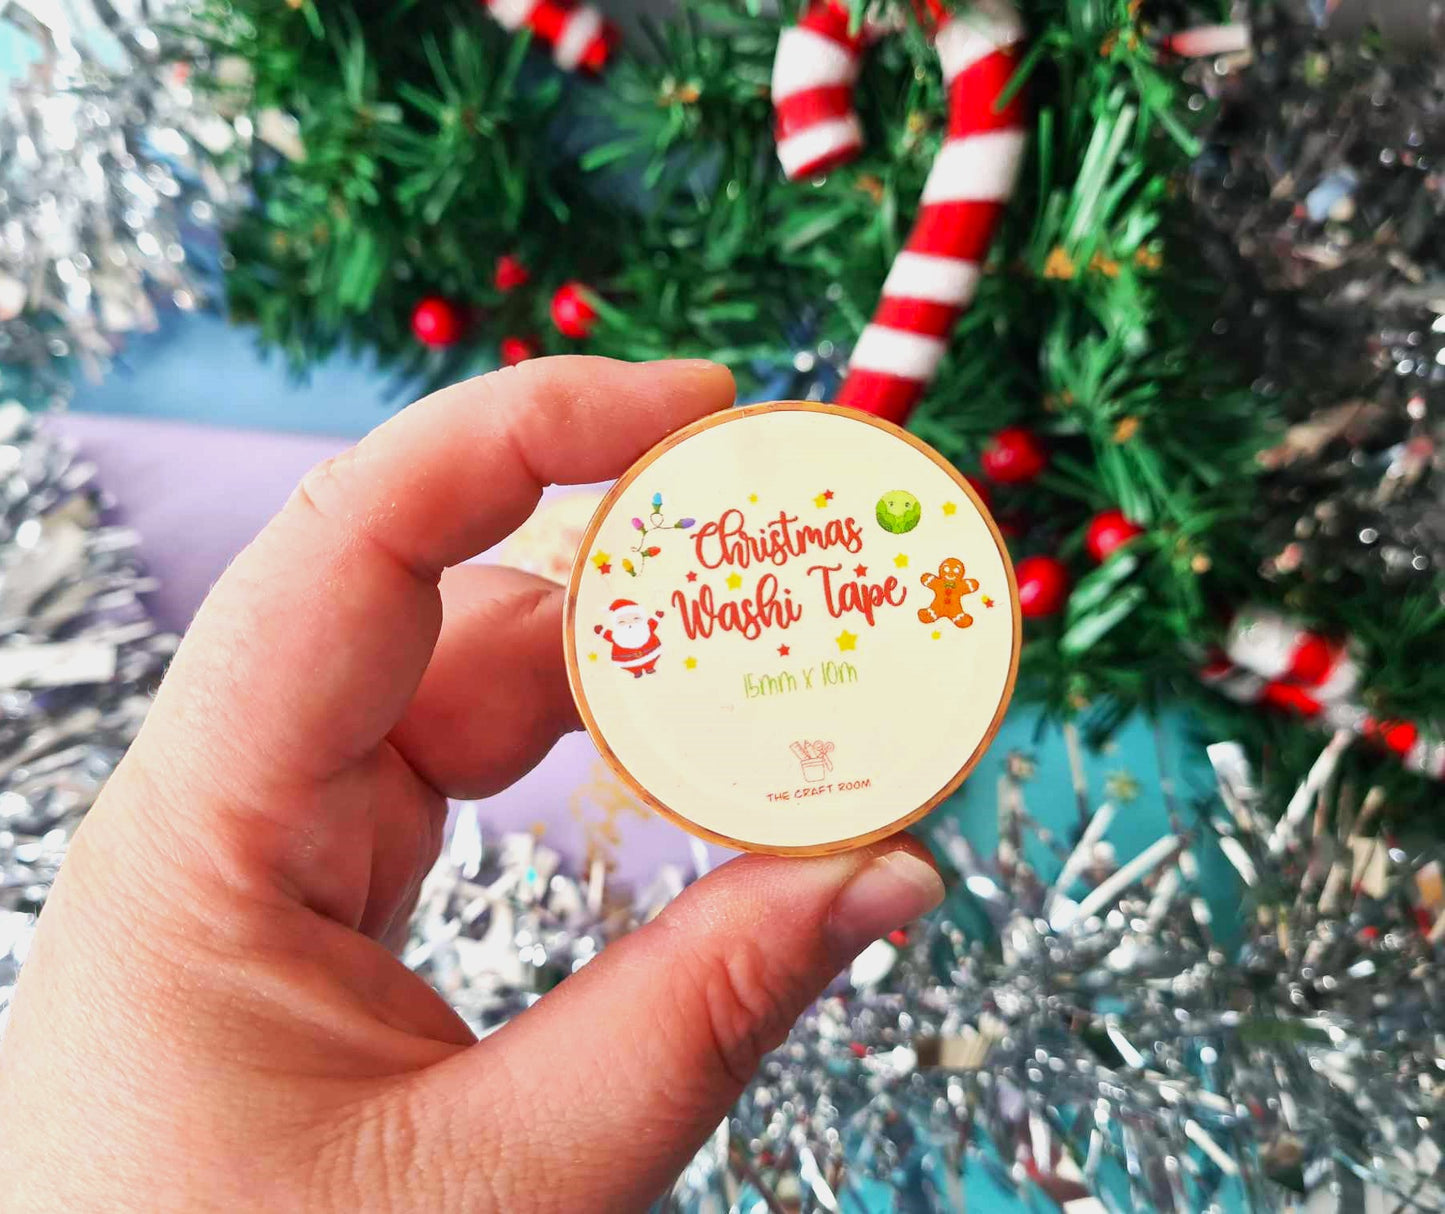 Christmas
Washi Tape
15mm x 10m
THE CRAFT ROOM